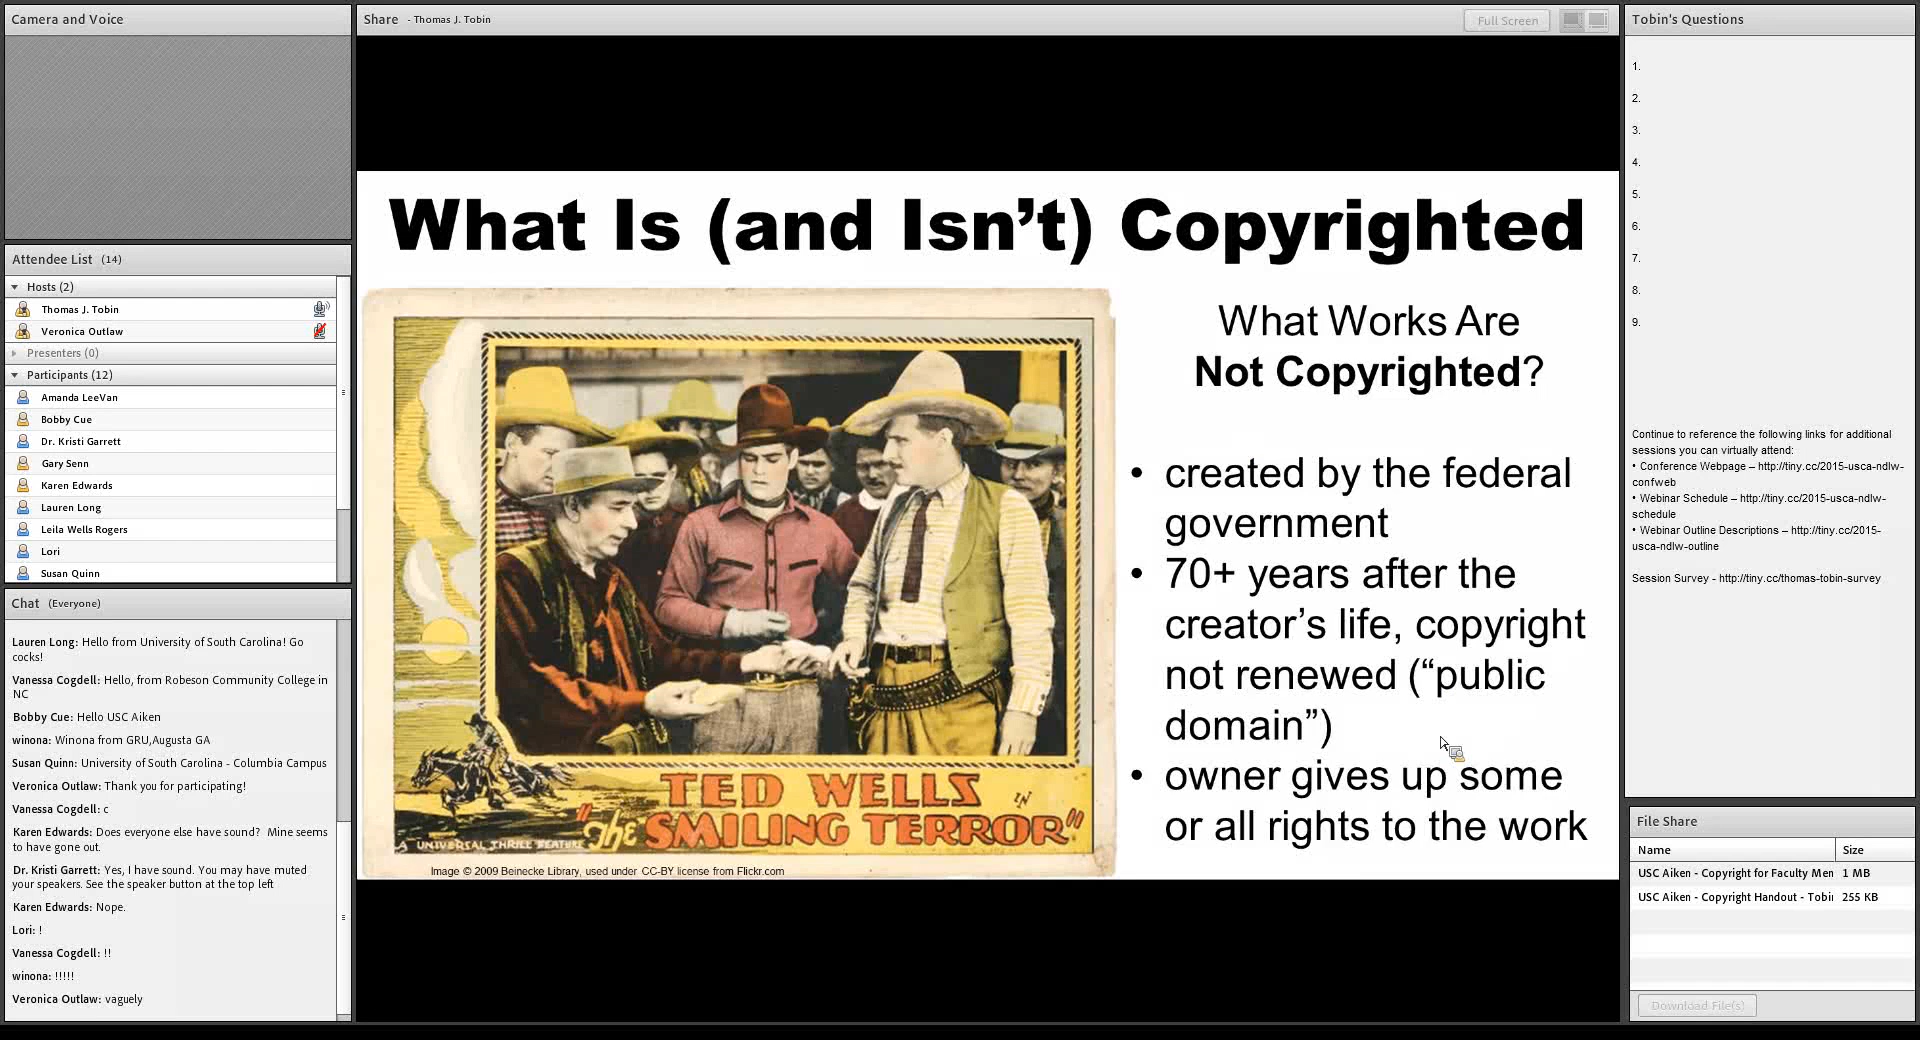 Camera and Voice
Attendee List (14)
Hosts (2)
Thomas J. Tobin
Veronica Outlaw
Presenters (0)
Participants (12)
Amanda LeeVan
Bobby Cue
Dr. Kristi Garrett
Gary Senn
Karen Edwards
Lauren Long
Leila Wells Rogers
Lori
Susan Quinn
Chat (Everyone)
Lauren Long: Hello from University of South Carolina! Go
cocks!
Vanessa Cogdell: Hello, from Robeson Community College in
NC
Bobby Cue: Hello USC Aiken
winona: Winona from GRU,Augusta GA
Susan Quinn: University of South Carolina - Columbia Campus
Veronica Outlaw: Thank you for participating!
Vanessa Cogdell: c
Karen Edwards: Does everyone else have sound?  Mine seems
to have gone out.
Dr. Kristi Garrett: Yes, I have sound. You may have muted
your speakers. See the speaker button at the top left
Karen Edwards: Nope.
Lori: !
Vanessa Cogdell: !!
winona: !!!!!
Veronica Outlaw: vaguely
Share - Thomas J. Tobin
Full Screen
What Is (and Isn’t) Copyrighted
TED WELLS
IN
"The SMILING TERROR"
A UNIVERSAL THRILL FEATURE
Image © 2009 Beinecke Library, used under CC-BY license from Flickr.com
What Works Are
Not Copyrighted?
• created by the federal
government
• 70+ years after the
creator’s life, copyright
not renewed (“public
domain”)
• owner gives up some
or all rights to the work
Tobin's Questions
1.
2.
3.
4.
5.
6.
7.
8.
9.
Continue to reference the following links for additional
sessions you can virtually attend:
• Conference Webpage – http://tiny.cc/2015-usca-ndlw-
confweb
• Webinar Schedule – http://tiny.cc/2015-usca-ndlw-
schedule
• Webinar Outline Descriptions – http://tiny.cc/2015-
usca-ndlw-outline
Session Survey - http://tiny.cc/thomas-tobin-survey
File Share
Name Size
USC Aiken - Copyright for Faculty Men 1 MB
USC Aiken - Copyright Handout - Tobi 255 KB
Download File(s)